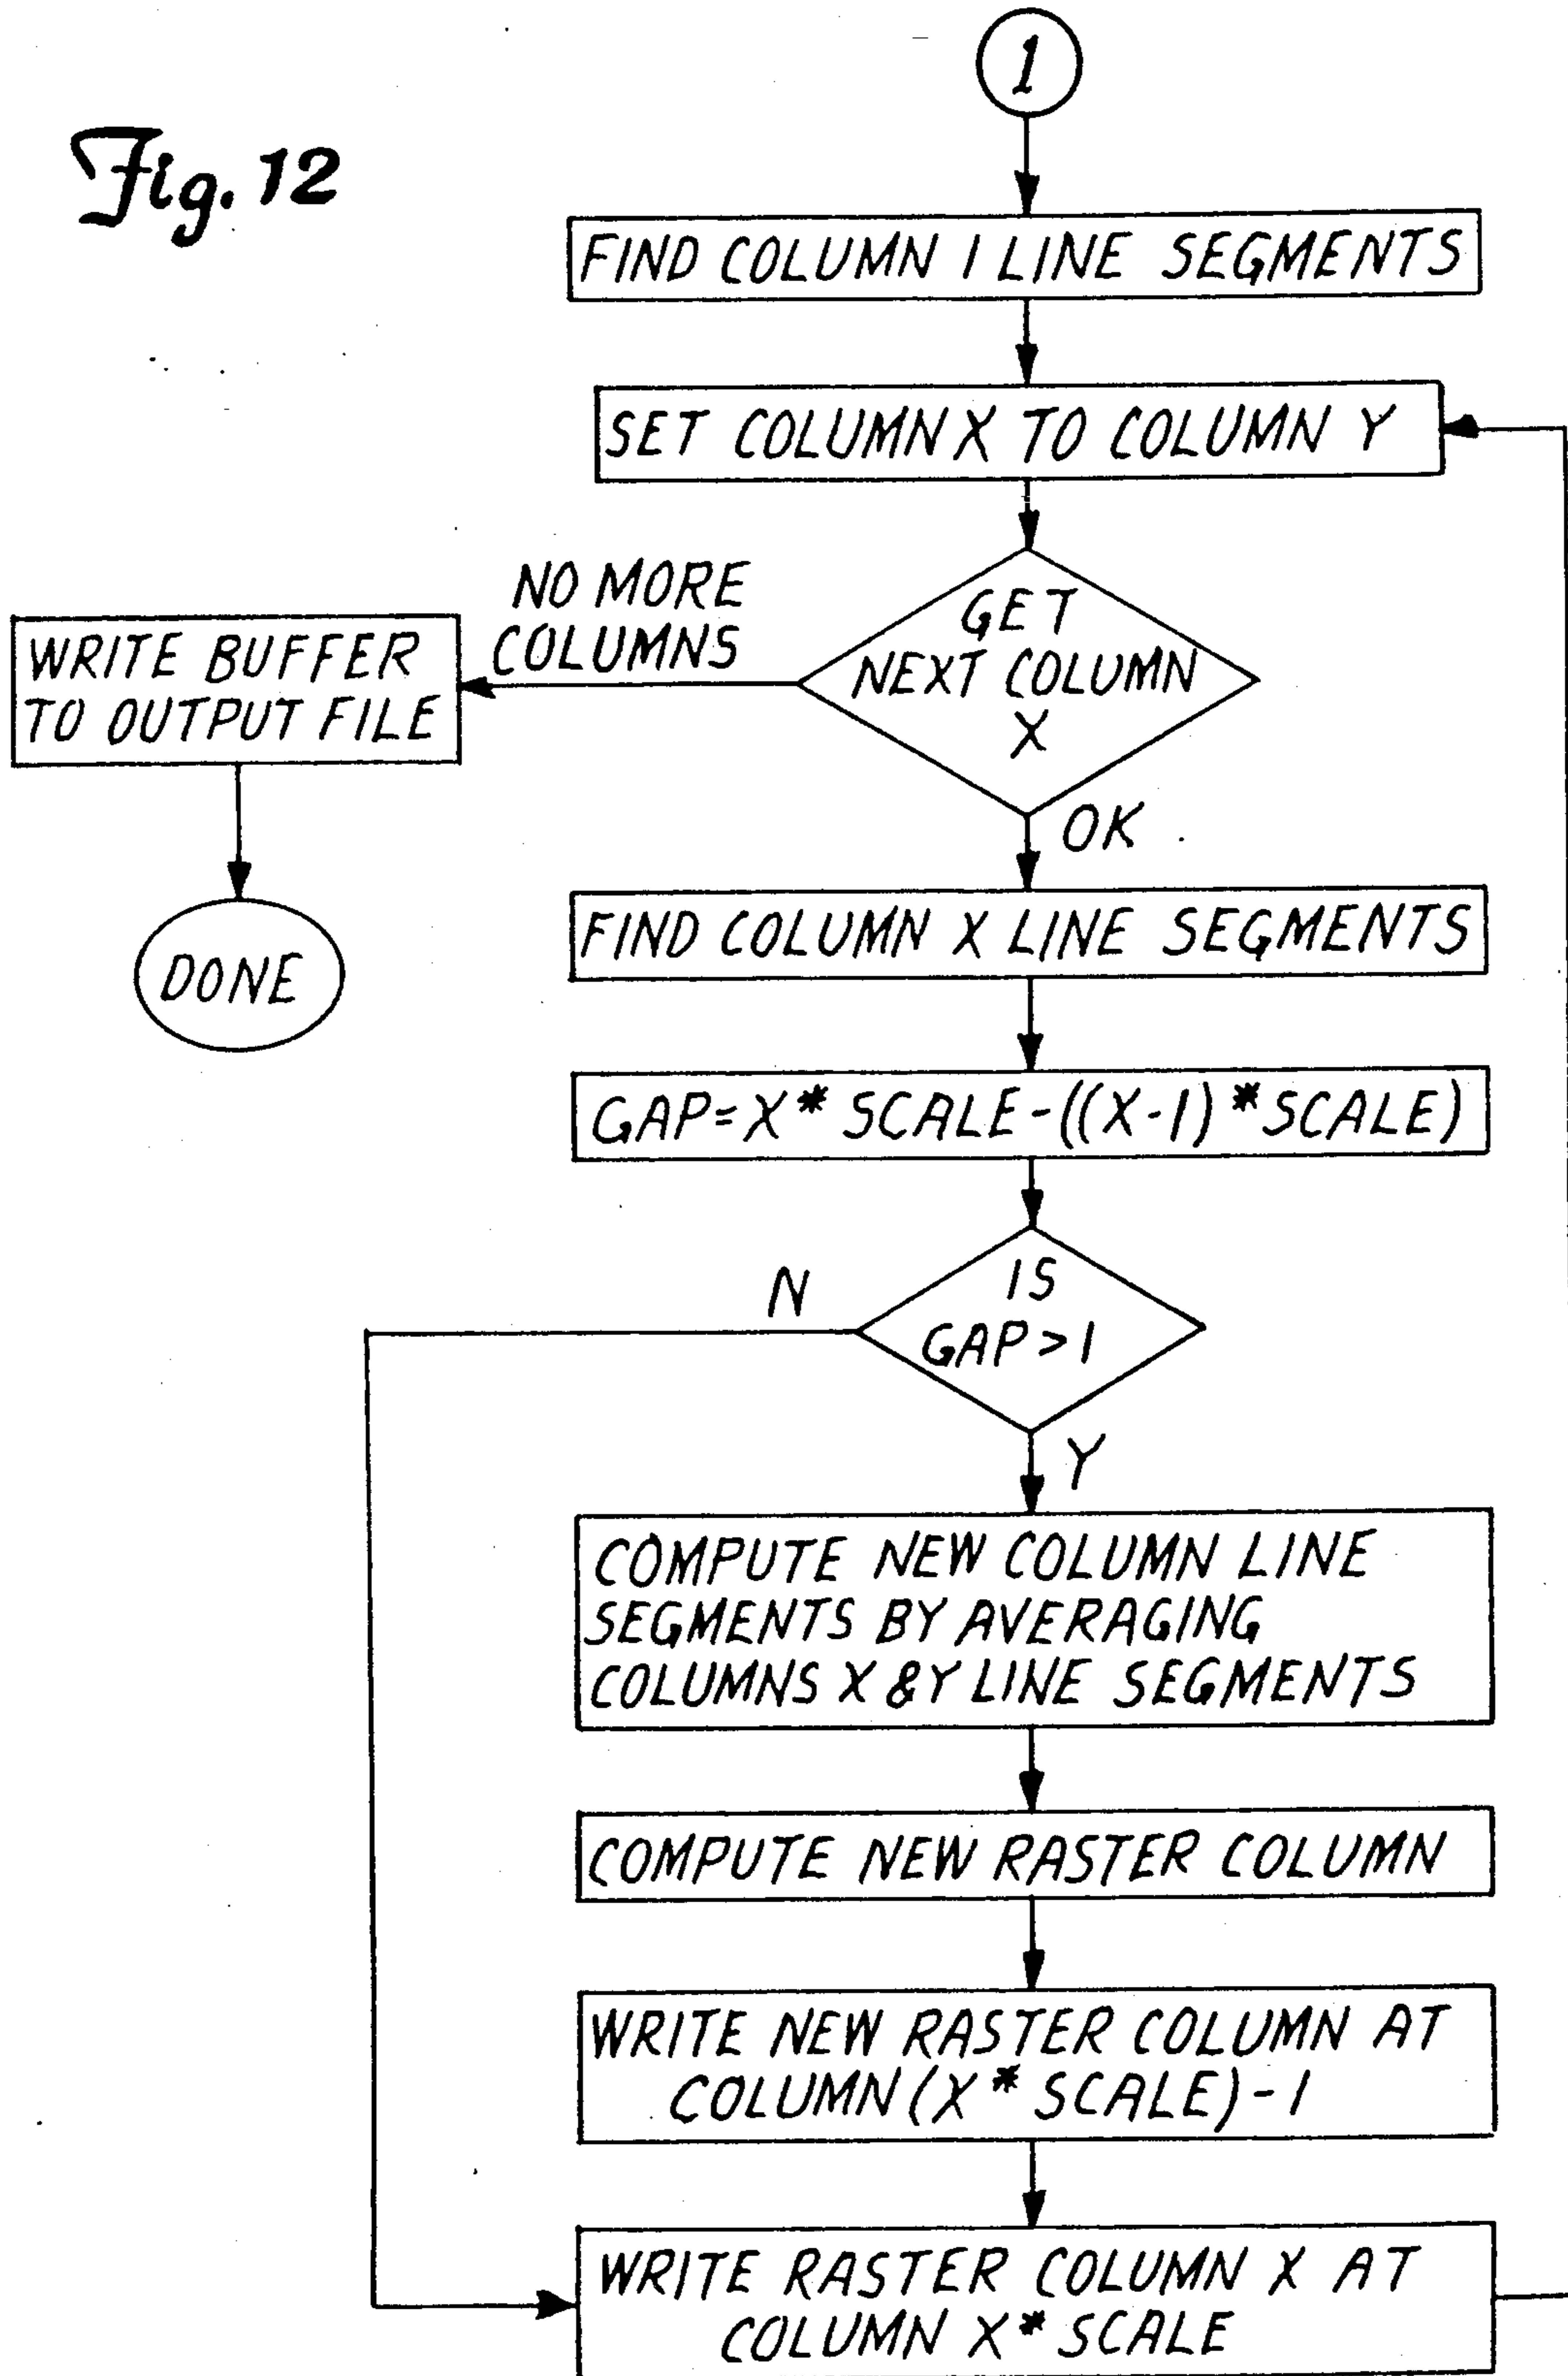 Fig. 12
1
FIND COLUMN 1 LINE SEGMENTS
SET COLUMN X TO COLUMN Y
GET
NEXT COLUMN
X
NO MORE
COLUMNS
WRITE BUFFER
TO OUTPUT FILE
DONE
OK
FIND COLUMN X LINE SEGMENTS
GAP=X* SCALE-((X-1)*SCALE)
IS
GAP>1
N
Y
COMPUTE NEW COLUMN LINE
SEGMENTS BY AVERAGING
COLUMNS X &Y LINE SEGMENTS
COMPUTE NEW RASTER COLUMN
WRITE NEW RASTER COLUMN AT
COLUMN(X* SCALE)-1
WRITE RASTER COLUMN X AT
COLUMN X* SCALE